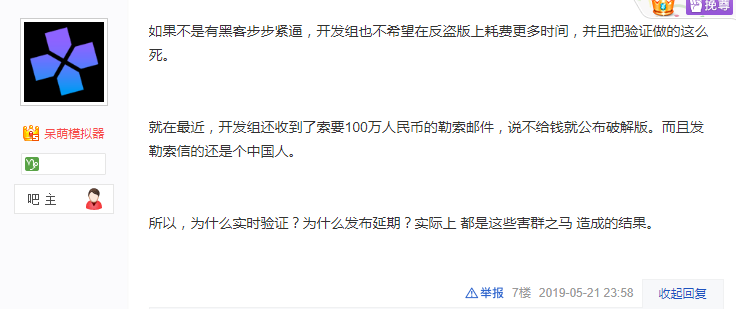 挽尊
如果不是有黑客步步紧逼，开发组也不希望在反盗版上耗费更多时间，并且把验证做的这么
死。
就在最近，开发组还收到了索要100万人民币的勒索邮件，说不给钱就公布破解版。而且发
勒索信的还是个中国人。
所以，为什么实时验证？为什么发布延期？实际上 都是这些害群之马 造成的结果。
呆萌模拟器
吧 主
举报 7楼 2019-05-21 23:58 收起回复